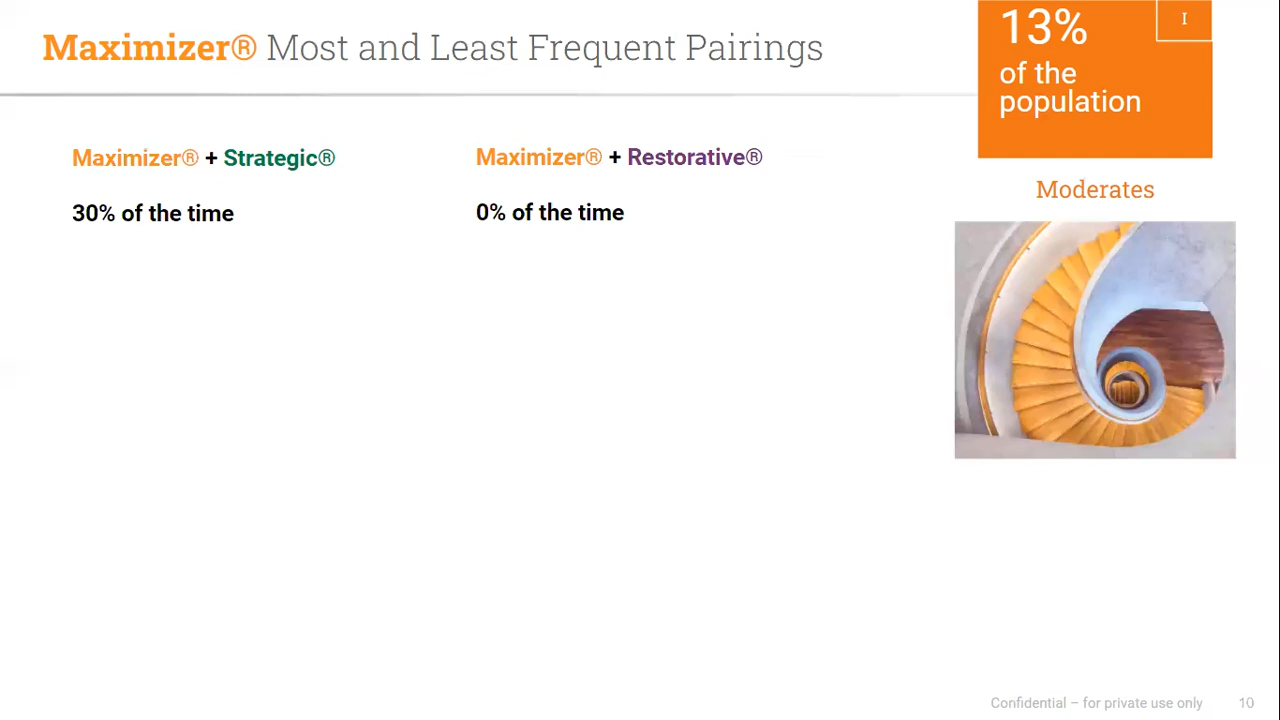 Maximizer® Most and Least Frequent Pairings
13%
I
of the
population
Maximizer® + Strategic®
30% of the time
Maximizer® + Restorative®
0% of the time
Moderates
Confidential – for private use only
10